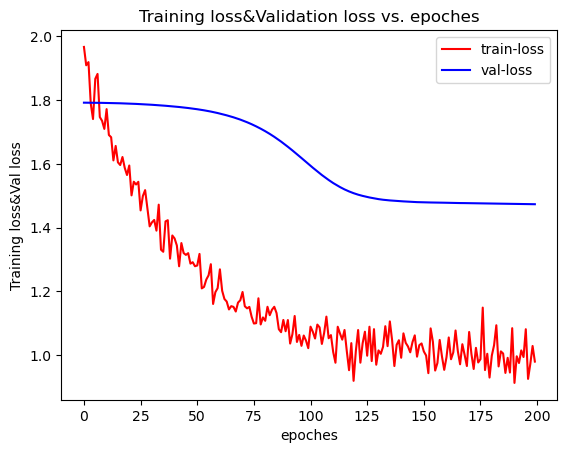 Training loss&Validation loss vs. epoches
train-loss
val-loss
Training loss&Val loss
2.0
1.8
1.6
1.4
1.2
1.0
0 25 50 75 100 125 150 175 200
epoches